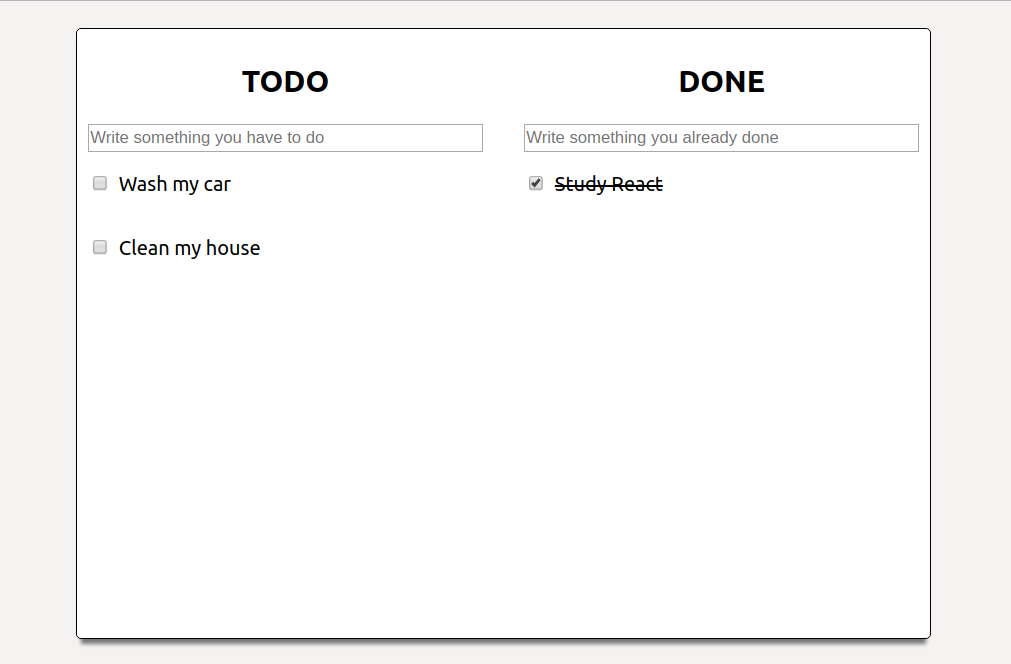 TODO
Write something you have to do
Wash my car
Clean my house
DONE
Write something you already done
Study React